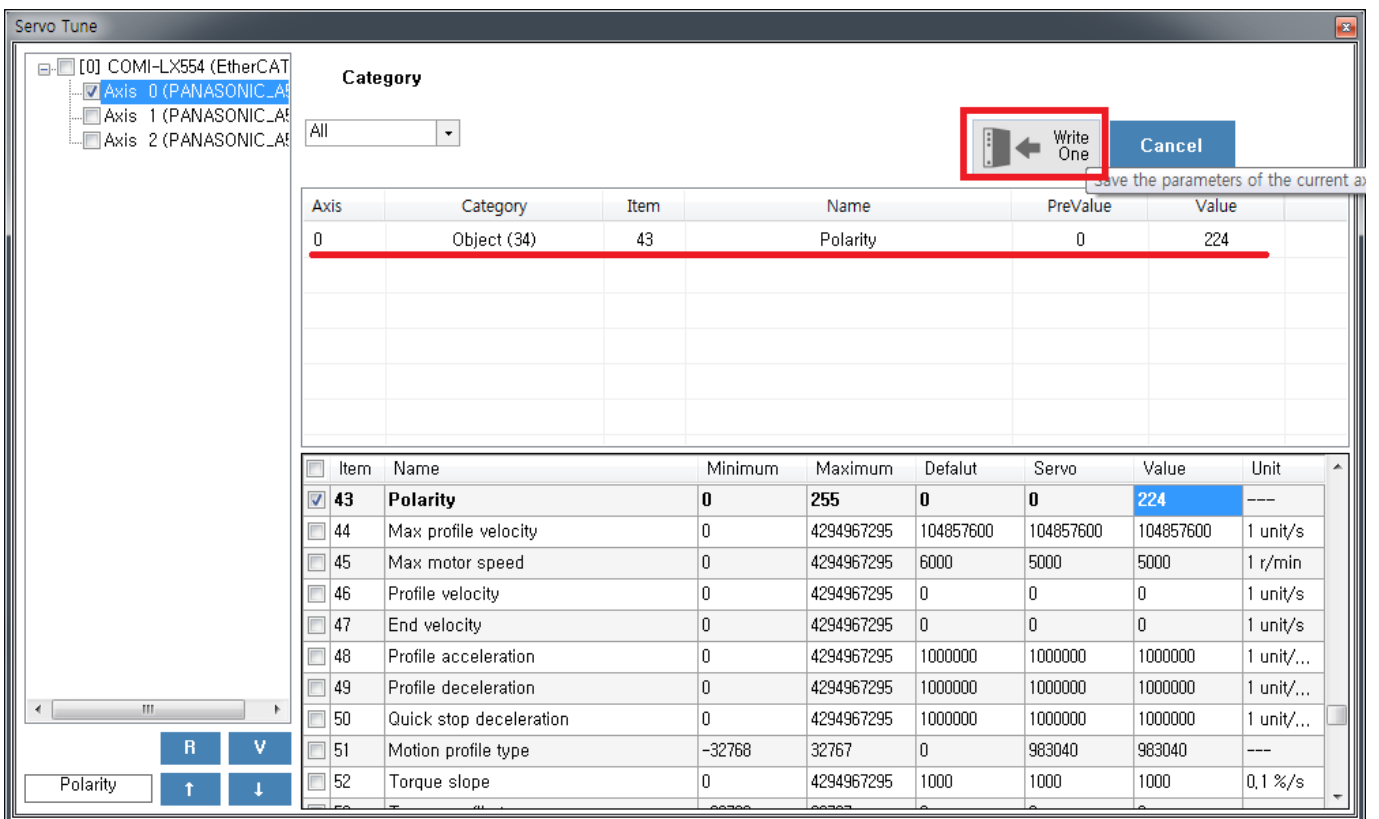 Servo Tune
[0] COMI-LX554 (EtherCAT
Axis 0 (PANASONIC_A5
Axis 1 (PANASONIC_A5
Axis 2 (PANASONIC_A5
Category
All
Write
One
Cancel
Save the parameters of the current ax
Axis Category Item Name PreValue Value
0 Object (34) 43 Polarity 0 224
Item Name Minimum Maximum Defalut Servo Value Unit
43 Polarity 0 255 0 0 224 ---
44 Max profile velocity 0 4294967295 104857600 104857600 104857600 1 unit/s
45 Max motor speed 0 4294967295 6000 5000 5000 1 r/min
46 Profile velocity 0 4294967295 0 0 0 1 unit/s
47 End velocity 0 4294967295 0 0 0 1 unit/s
48 Profile acceleration 0 4294967295 1000000 1000000 1000000 1 unit/...
49 Profile deceleration 0 4294967295 1000000 1000000 1000000 1 unit/...
50 Quick stop deceleration 0 4294967295 1000000 1000000 1000000 1 unit/...
51 Motion profile type -32768 32767 0 983040 983040 ---
52 Torque slope 0 4294967295 1000 1000 1000 0,1 %/s
R V
Polarity ↑ ↓